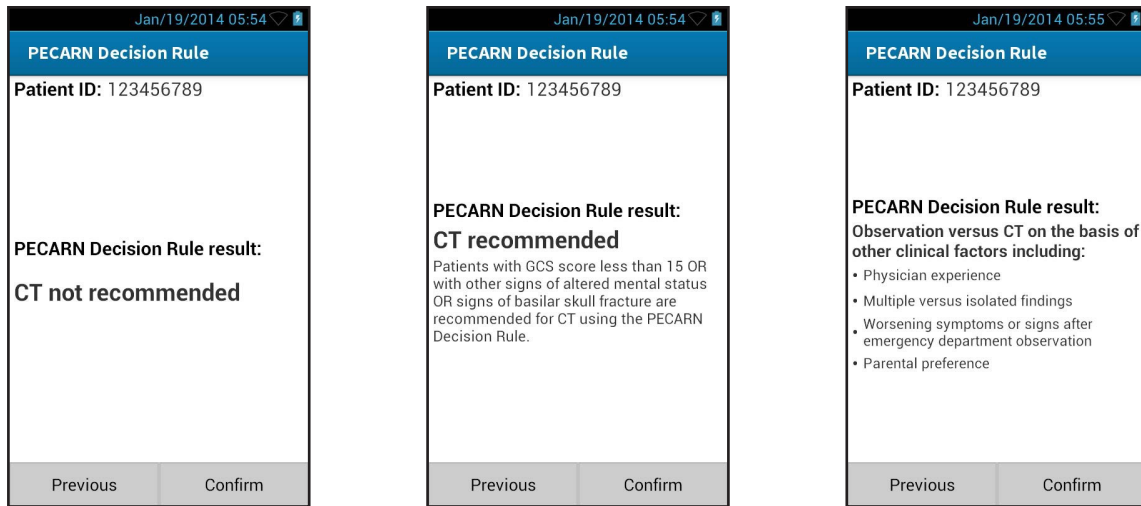 Jan/19/2014 05:54
PECARN Decision Rule
Patient ID: 123456789
PECARN Decision Rule result:
CT not recommended
Previous Confirm
Jan/19/2014 05:54
PECARN Decision Rule
Patient ID: 123456789
PECARN Decision Rule result:
CT recommended
Patients with GCS score less than 15 OR
with other signs of altered mental status
OR signs of basilar skull fracture are
recommended for CT using the PECARN
Decision Rule.
Previous Confirm
Jan/19/2014 05:55
PECARN Decision Rule
Patient ID: 123456789
PECARN Decision Rule result:
Observation versus CT on the basis of
other clinical factors including:
• Physician experience
• Multiple versus isolated findings
• Worsening symptoms or signs after
emergency department observation
• Parental preference
Previous Confirm